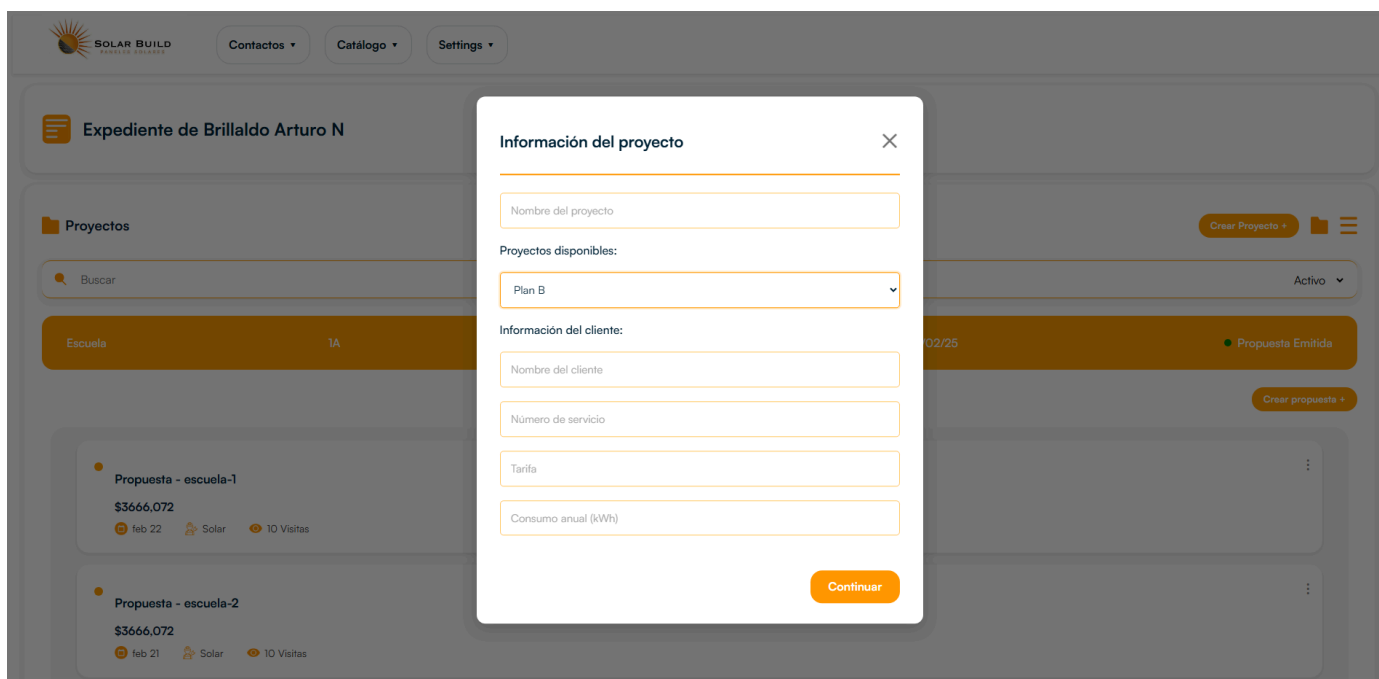 SOLAR BUILD
PANELES SOLARES
Contactos ▾
Catálogo ▾
Settings ▾
Expediente de Brillaldo Arturo N
Información del proyecto
Nombre del proyecto
Proyectos
Crear Proyecto +
Proyectos disponibles:
Buscar
Plan B
Activo
Información del cliente:
Escuela
1A
/02/25
Propuesta Emitida
Nombre del cliente
Crear propuesta +
Número de servicio
Tarifa
Propuesta - escuela-1
$3666,072
feb 22 Solar 10 Visitas
Consumo anual (kWh)
Continuar
Propuesta - escuela-2
$3666,072
feb 21 Solar 10 Visitas